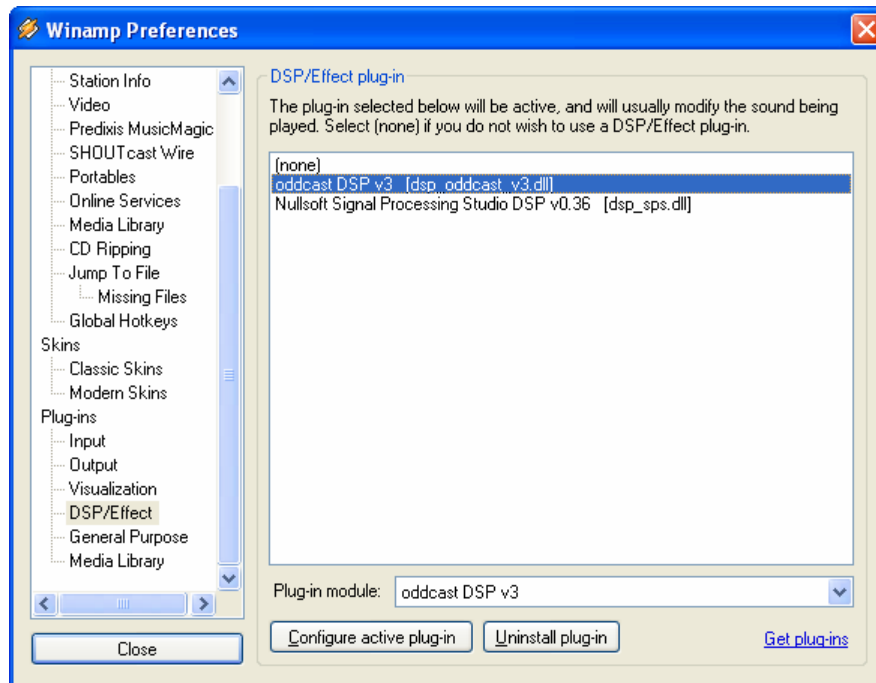 Winamp Preferences
Station Info
Video
Predixis MusicMagic
SHOUTcast Wire
Portables
Online Services
Media Library
CD Ripping
Jump To File
Missing Files
Global Hotkeys
Skins
Classic Skins
Modern Skins
Plug-ins
Input
Output
Visualization
DSP/Effect
General Purpose
Media Library
Close
DSP/Effect plug-in
The plug-in selected below will be active, and will usually modify the sound being
played. Select (none) if you do not wish to use a DSP/Effect plug-in.
(none)
oddcast DSP v3 [dsp_oddcast_v3.dll]
Nullsoft Signal Processing Studio DSP v0.36 [dsp_sps.dll]
Plug-in module: oddcast DSP v3
Configure active plug-in Uninstall plug-in Get plug-ins